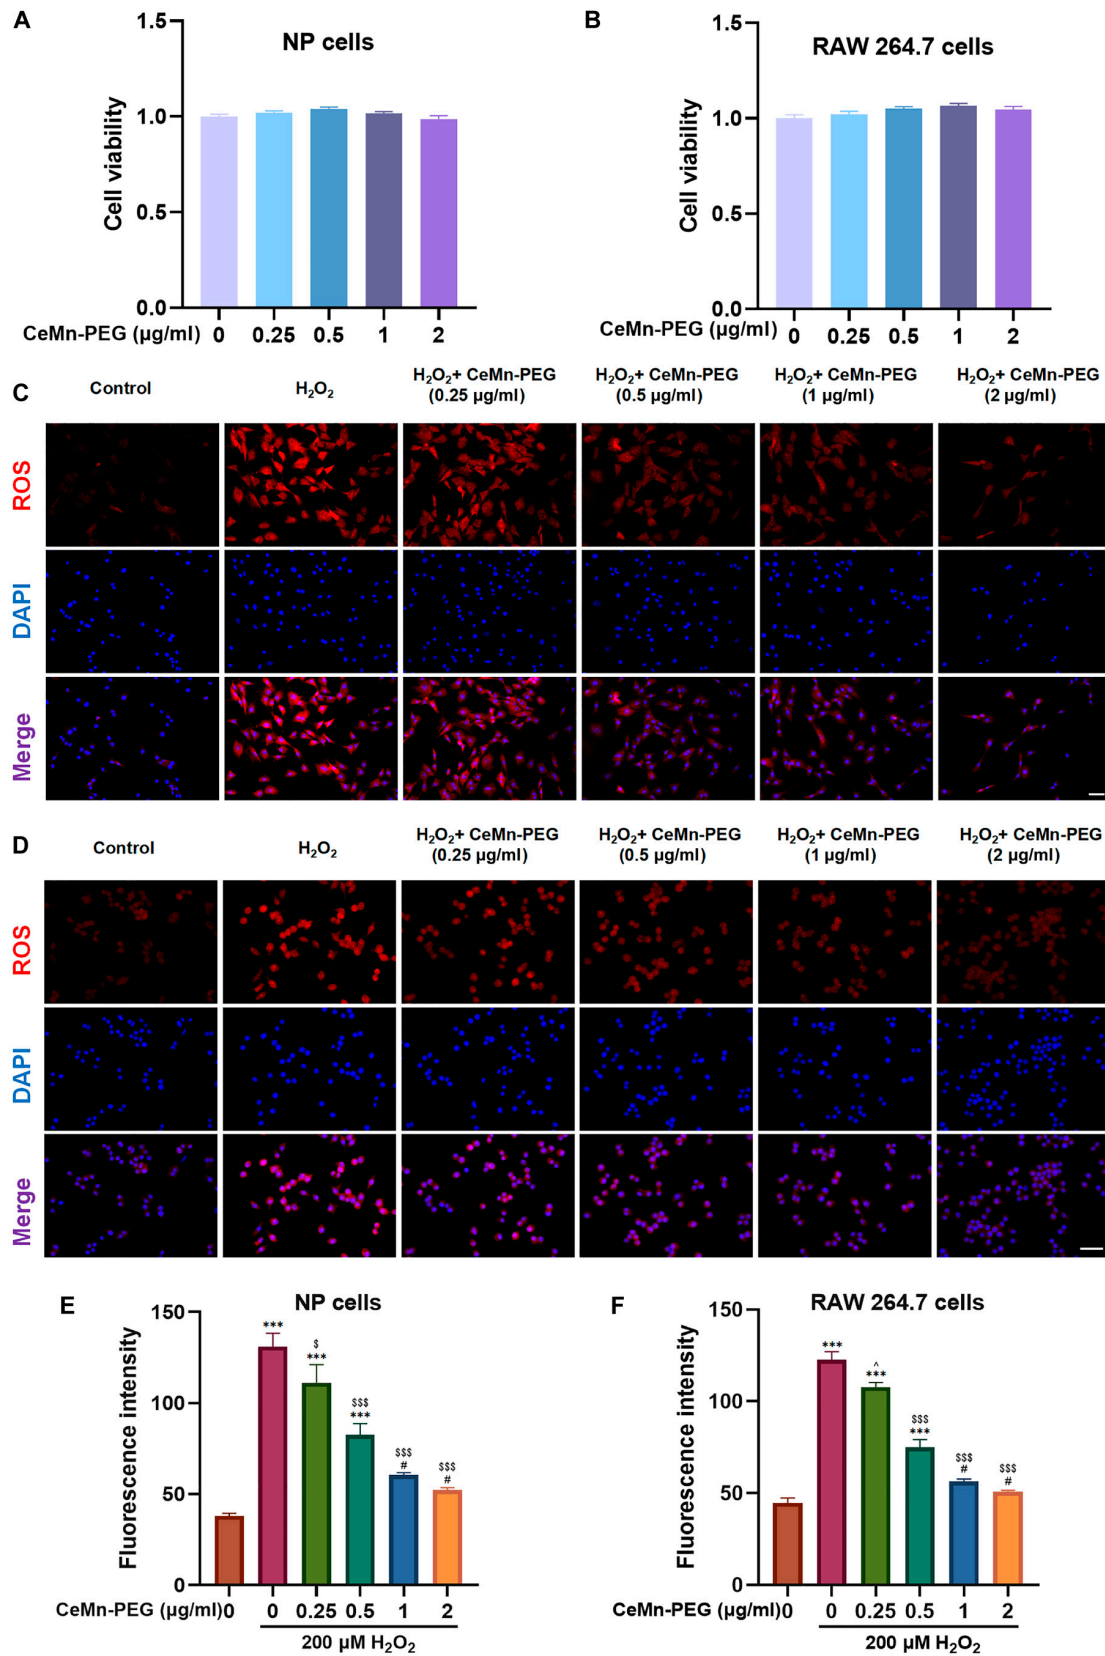 A
NP cells
1.5
1.0
0.5
0.0
Cell viability
CeMn-PEG (µg/ml)
0 0.25 0.5 1 2
B
RAW 264.7 cells
1.5
1.0
0.5
0.0
Cell viability
CeMn-PEG (µg/ml)
0 0.25 0.5 1 2
C
Control
H₂O₂
H₂O₂+ CeMn-PEG
(0.25 µg/ml)
H₂O₂+ CeMn-PEG
(0.5 µg/ml)
H₂O₂+ CeMn-PEG
(1 µg/ml)
H₂O₂+ CeMn-PEG
(2 µg/ml)
ROS
DAPI
Merge
D
Control
H₂O₂
H₂O₂+ CeMn-PEG
(0.25 µg/ml)
H₂O₂+ CeMn-PEG
(0.5 µg/ml)
H₂O₂+ CeMn-PEG
(1 µg/ml)
H₂O₂+ CeMn-PEG
(2 µg/ml)
ROS
DAPI
Merge
E
NP cells
150
100
50
0
Fluorescence intensity
***
$
***
$$$
***
$$$
#
$$$
#
CeMn-PEG (µg/ml)
0 0 0.25 0.5 1 2
200 µM H₂O₂
F
RAW 264.7 cells
150
100
50
0
Fluorescence intensity
***
^
***
$$$
***
$$$
#
$$$
#
CeMn-PEG (µg/ml)
0 0 0.25 0.5 1 2
200 µM H₂O₂